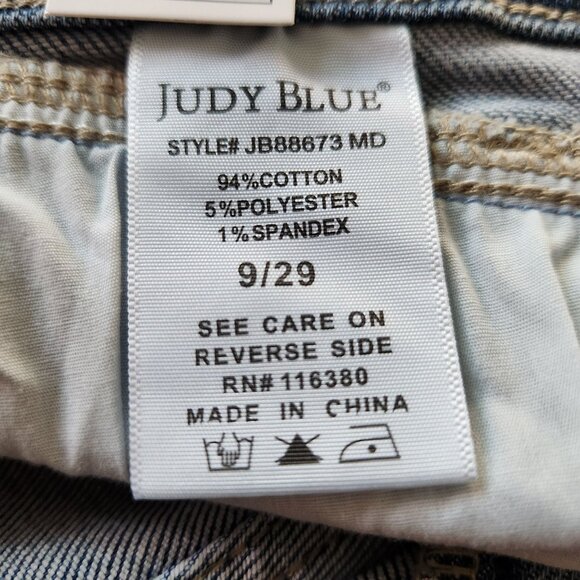 JUDY BLUE®
STYLE# JB88673 MD
94%COTTON
5%POLYESTER
1%SPANDEX
9/29
SEE CARE ON
REVERSE SIDE
RN# 116380
MADE IN CHINA